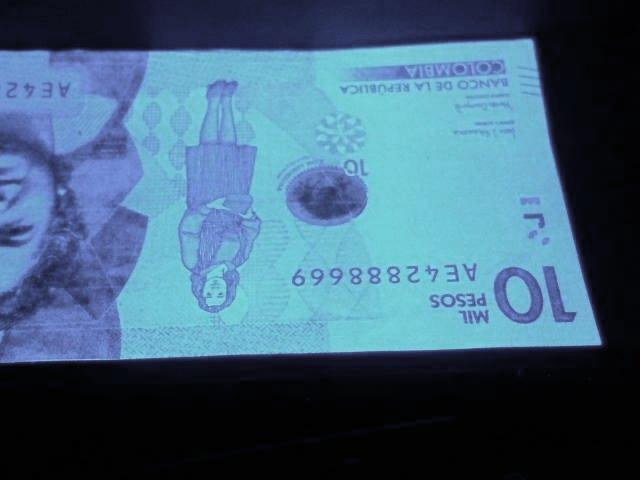 10
MIL
PESOS
AE42888669
10
BANCO DE LA REPÚBLICA
COLOMBIA
AE42